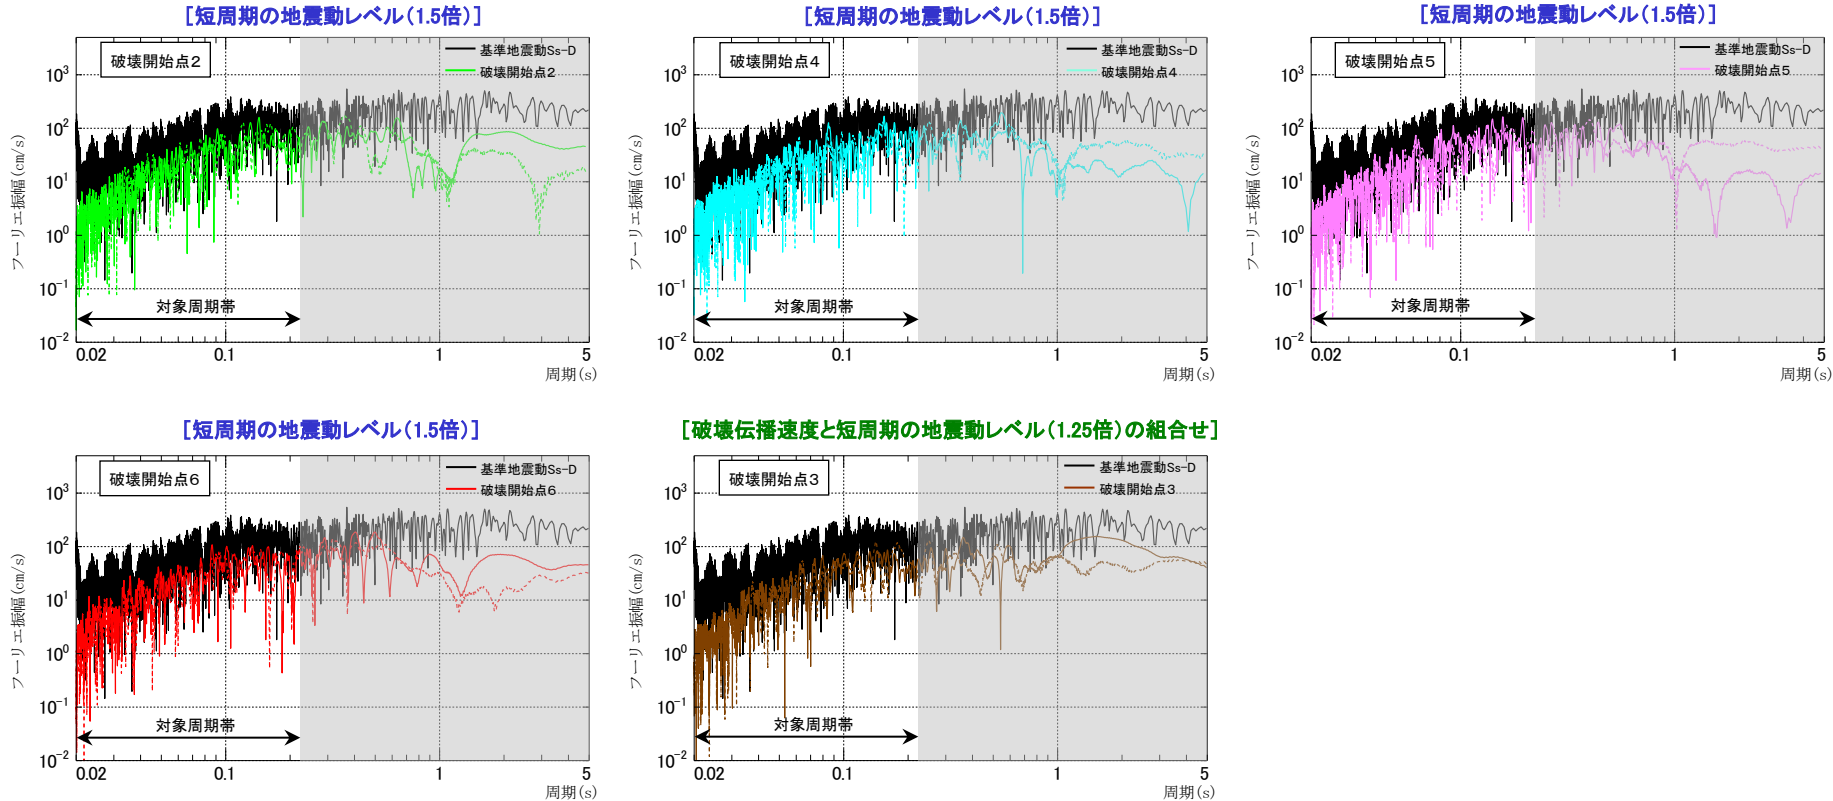 [短周期の地震動レベル(1.5倍)]
破壊開始点2
基準地震動Ss-D
破壊開始点2
フーリエ振幅(cm/s)
10³
10²
10¹
10⁰
10⁻¹
10⁻²
対象周期帯
0.02 0.1 1 5
周期(s)
[短周期の地震動レベル(1.5倍)]
破壊開始点4
基準地震動Ss-D
破壊開始点4
フーリエ振幅(cm/s)
10³
10²
10¹
10⁰
10⁻¹
10⁻²
対象周期帯
0.02 0.1 1 5
周期(s)
[短周期の地震動レベル(1.5倍)]
破壊開始点5
基準地震動Ss-D
破壊開始点5
フーリエ振幅(cm/s)
10³
10²
10¹
10⁰
10⁻¹
10⁻²
対象周期帯
0.02 0.1 1 5
周期(s)
[短周期の地震動レベル(1.5倍)]
破壊開始点6
基準地震動Ss-D
破壊開始点6
フーリエ振幅(cm/s)
10³
10²
10¹
10⁰
10⁻¹
10⁻²
対象周期帯
0.02 0.1 1 5
周期(s)
[破壊伝播速度と短周期の地震動レベル(1.25倍)の組合せ]
破壊開始点3
基準地震動Ss-D
破壊開始点3
フーリエ振幅(cm/s)
10³
10²
10¹
10⁰
10⁻¹
10⁻²
対象周期帯
0.02 0.1 1 5
周期(s)